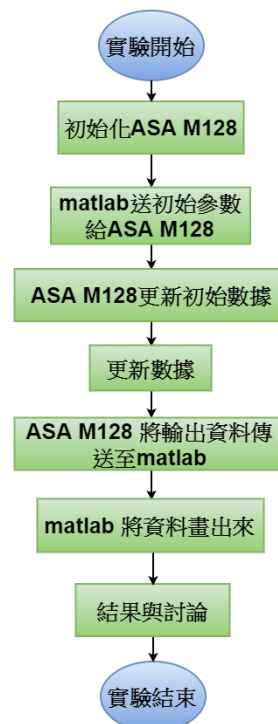 實驗開始
初始化ASA M128
matlab送初始參數
給ASA M128
ASA M128更新初始數據
更新數據
ASA M128 將輸出資料傳
送至matlab
matlab 將資料畫出來
結果與討論
實驗結束